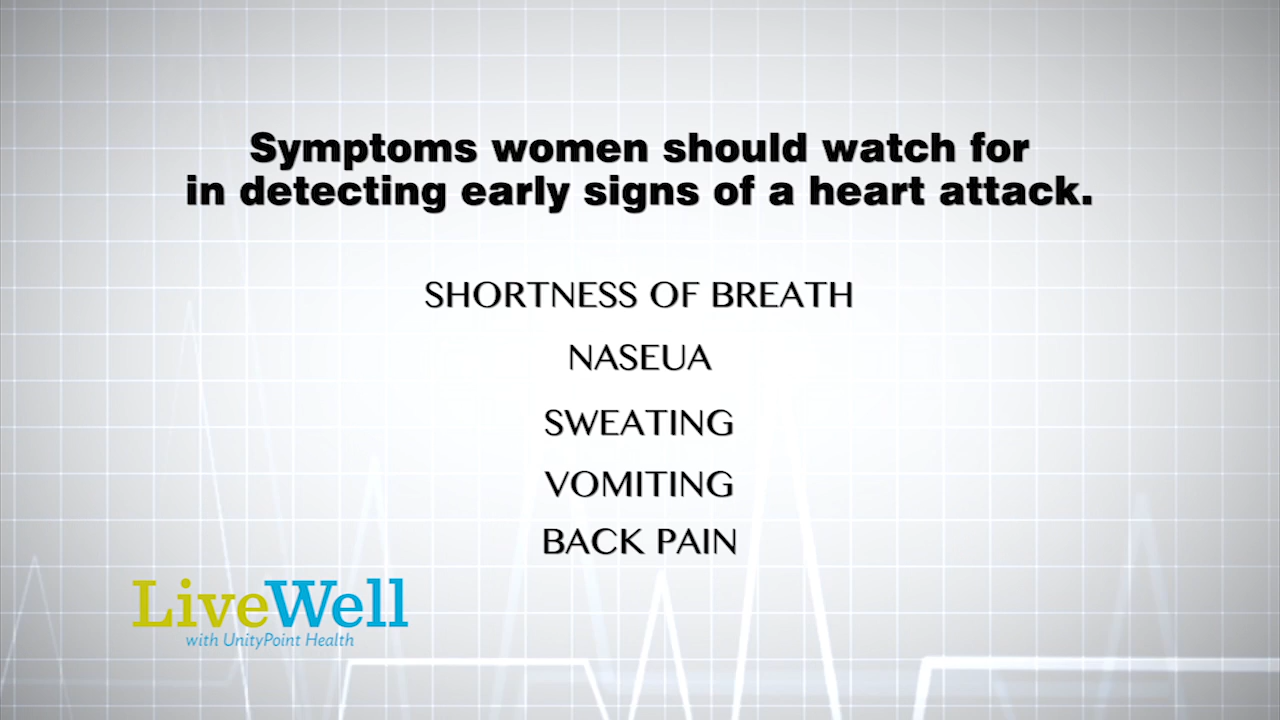 Symptoms women should watch for
in detecting early signs of a heart attack.
SHORTNESS OF BREATH
NASEUA
SWEATING
VOMITING
BACK PAIN
LiveWell
with UnityPoint Health